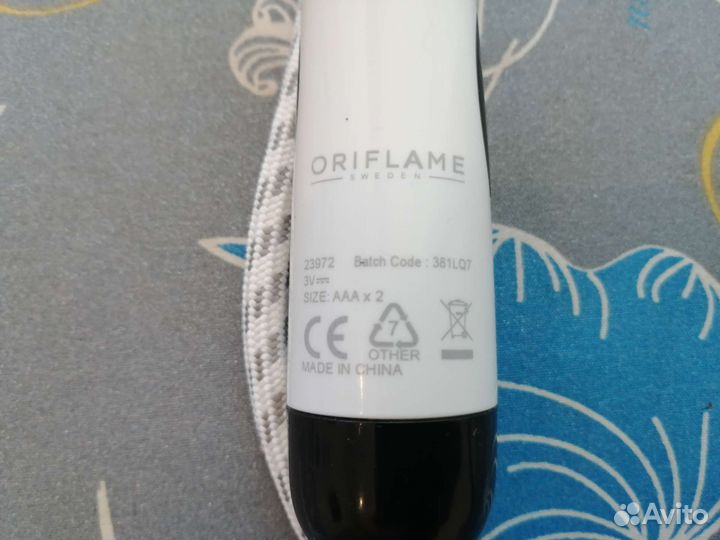 ORIFLAME
SWEDEN
23972 Batch Code : 381LQ7
3V
SIZE: AAA x 2
CE
7
OTHER
MADE IN CHINA
Avito